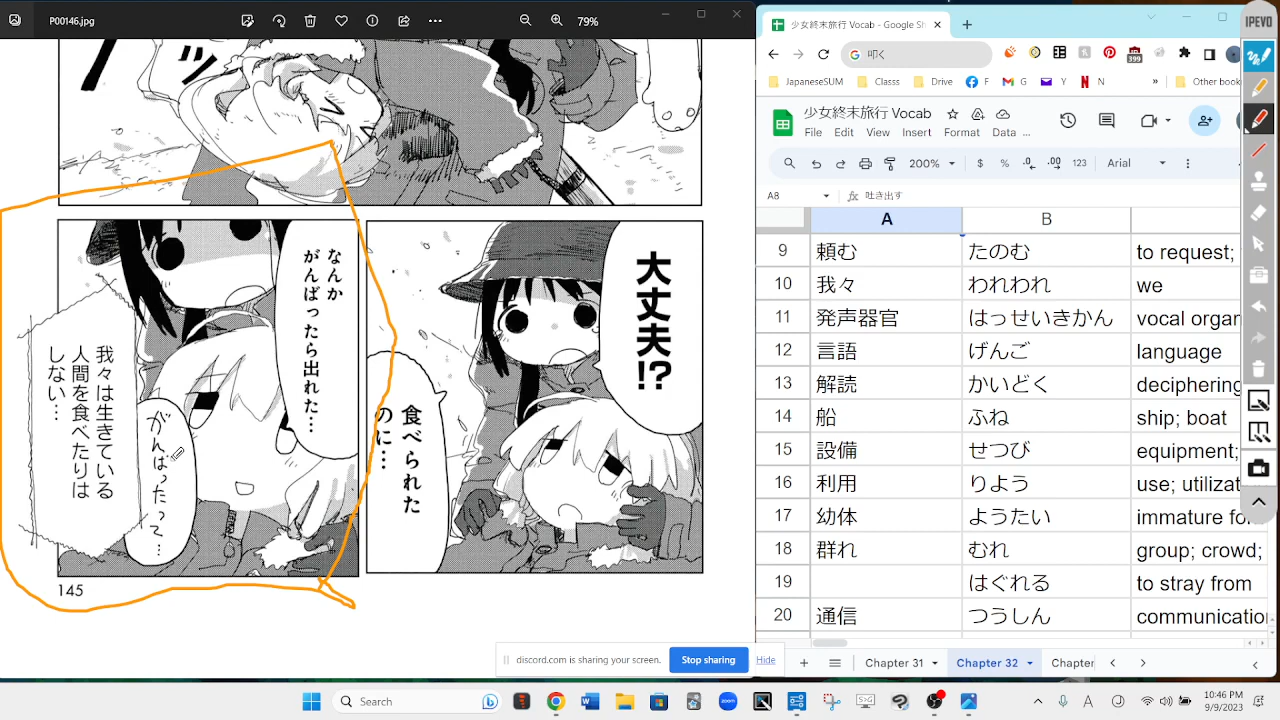 P00146.jpg
79%
ッ
大丈夫!?
食べられた
のに…
なんか
がんばったら出れた…
がんばったって…
我々は生きている
人間を食べたりは
しない…
145
discord.com is sharing your screen.
Stop sharing
Hide
少女終末旅行 Vocab - Google Sh
叩く
399
JapaneseSUM
Classs
Drive
F
G
Y
N
»
Other book
少女終末旅行 Vocab
File Edit View Insert Format Data ...
200%
$ % .0 .00 123 Arial
A8
fx 吐き出す
A B
9 頼む たのむ to request;
10 我々 われわれ we
11 発声器官 はっせいきかん vocal organ
12 言語 げんご language
13 解読 かいどく deciphering
14 船 ふね ship; boat
15 設備 せつび equipment;
16 利用 りよう use; utilizat
17 幼体 ようたい immature fo
18 群れ むれ group; crowd;
19 はぐれる to stray from
20 通信 つうしん communicatio
Chapter 31
Chapter 32
Chapter
IPEVO
Search
zoom
A
10:46 PM
9/9/2023